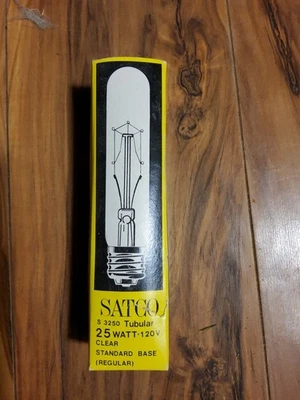 SATCO
S 3250 Tubular
25 WATT-120V
CLEAR
STANDARD BASE
(REGULAR)